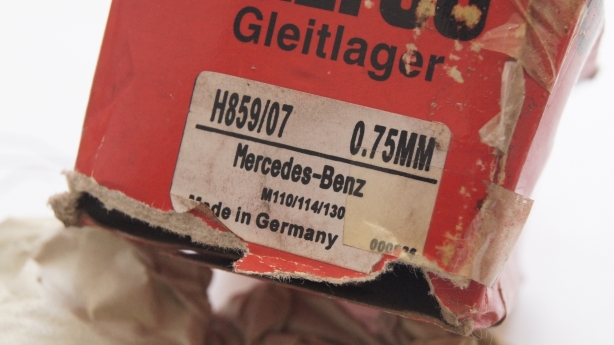 Gleitlager
H859/07 0.75MM
Mercedes-Benz
M110/114/130
Made in Germany